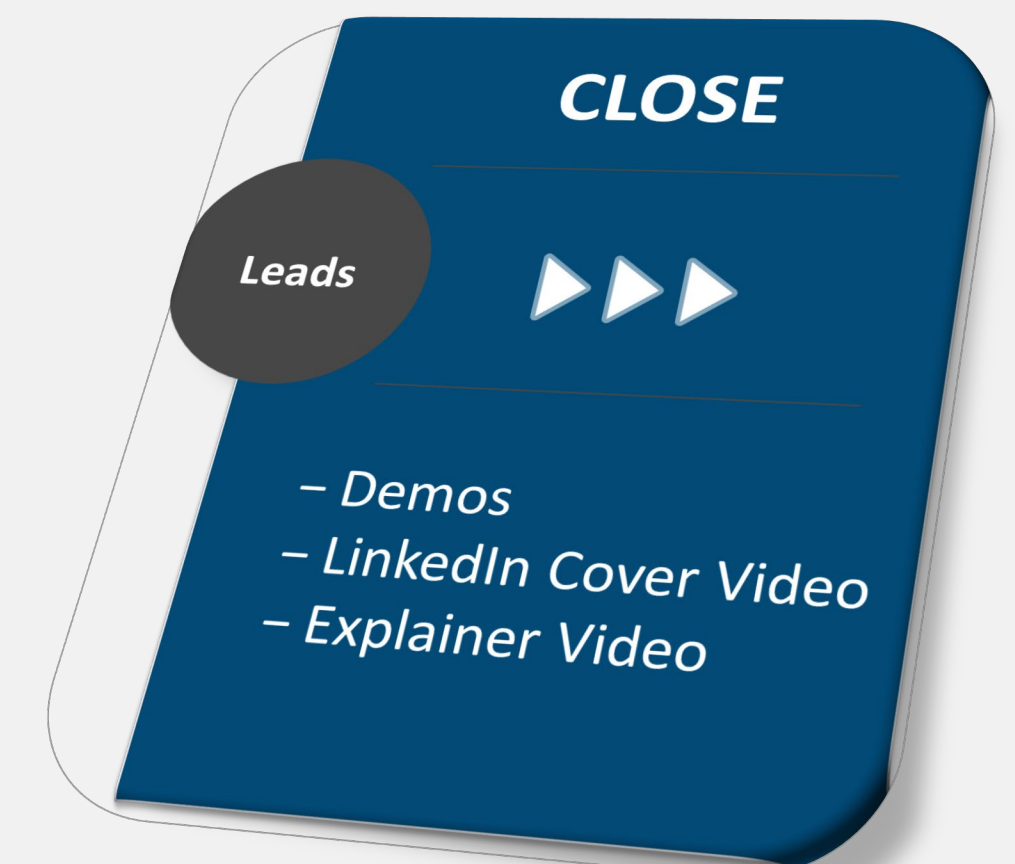 CLOSE
Leads
– Demos
– LinkedIn Cover Video
– Explainer Video